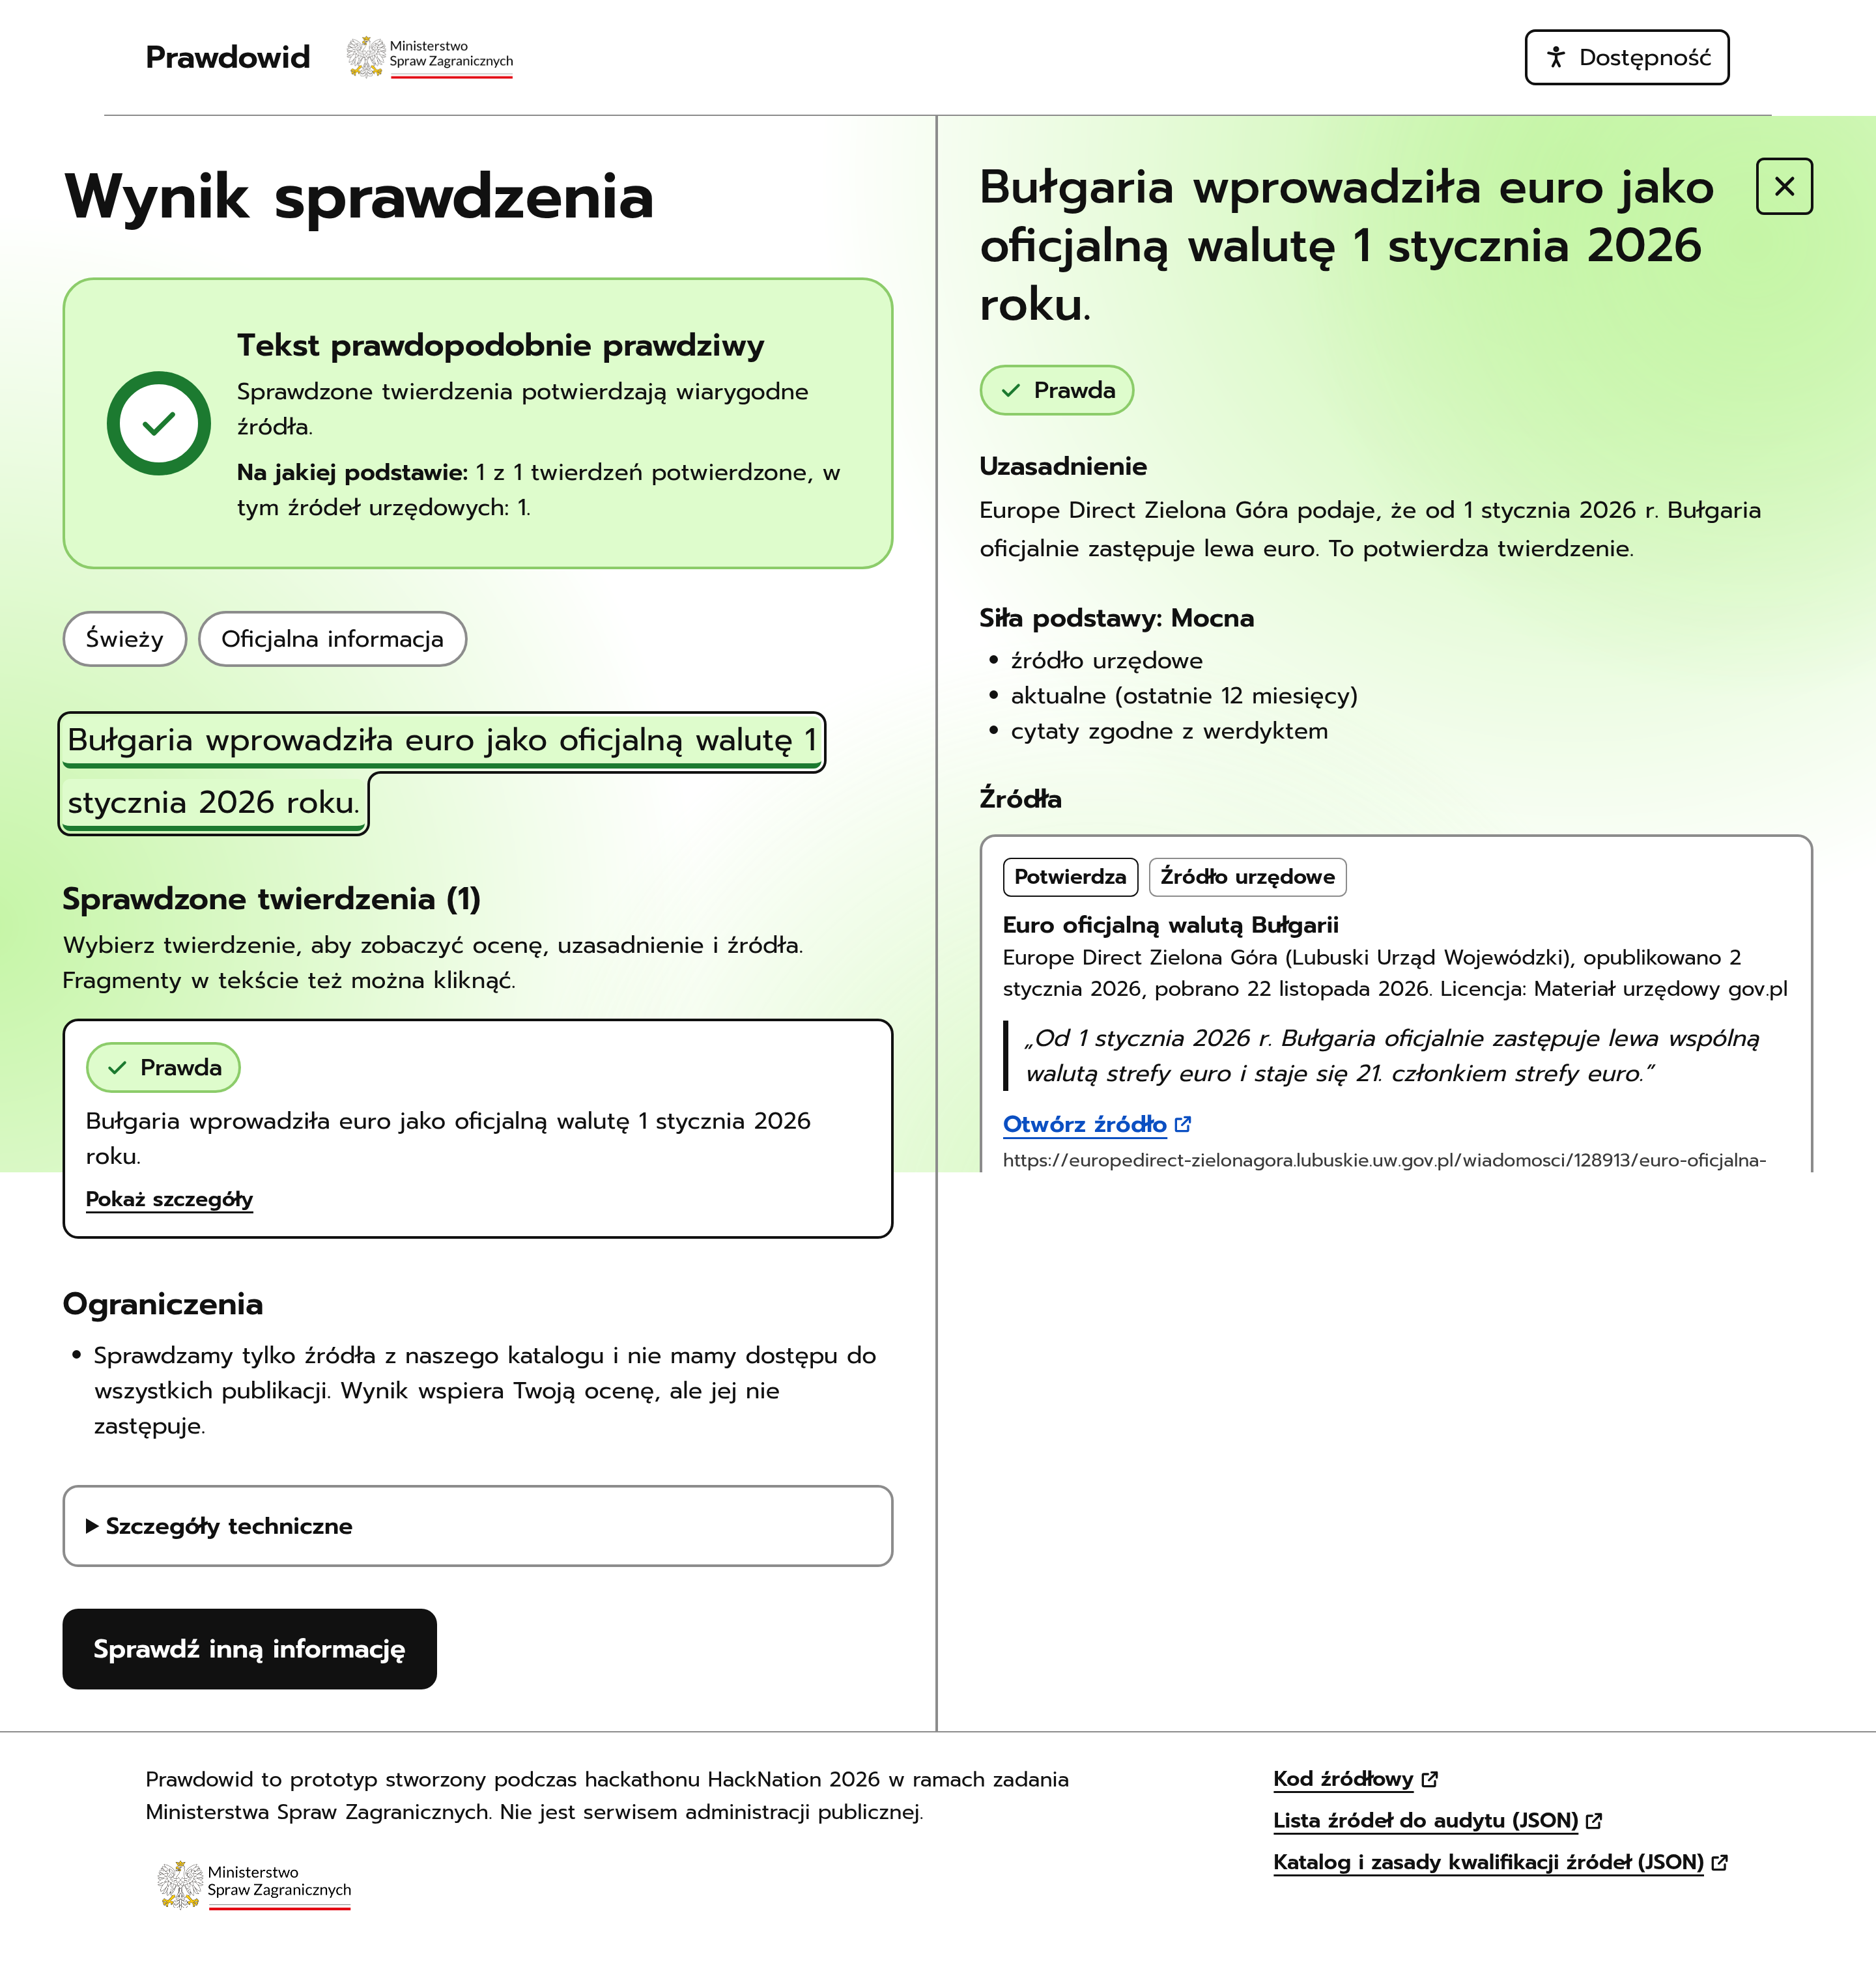 Prawdowid
Ministerstwo
Spraw Zagranicznych
Dostępność
Wynik sprawdzenia
Tekst prawdopodobnie prawdziwy
Sprawdzone twierdzenia potwierdzają wiarygodne
źródła.
Na jakiej podstawie: 1 z 1 twierdzeń potwierdzone, w
tym źródeł urzędowych: 1.
Świeży
Oficjalna informacja
Bułgaria wprowadziła euro jako oficjalną walutę 1
stycznia 2026 roku.
Sprawdzone twierdzenia (1)
Wybierz twierdzenie, aby zobaczyć ocenę, uzasadnienie i źródła.
Fragmenty w tekście też można kliknąć.
Prawda
Bułgaria wprowadziła euro jako oficjalną walutę 1 stycznia 2026
roku.
Pokaż szczegóły
Ograniczenia
• Sprawdzamy tylko źródła z naszego katalogu i nie mamy dostępu do
wszystkich publikacji. Wynik wspiera Twoją ocenę, ale jej nie
zastępuje.
Szczegóły techniczne
Sprawdź inną informację
Bułgaria wprowadziła euro jako
oficjalną walutę 1 stycznia 2026
roku.
Prawda
Uzasadnienie
Europe Direct Zielona Góra podaje, że od 1 stycznia 2026 r. Bułgaria
oficjalnie zastępuje lewa euro. To potwierdza twierdzenie.
Siła podstawy: Mocna
• źródło urzędowe
• aktualne (ostatnie 12 miesięcy)
• cytaty zgodne z werdyktem
Źródła
Potwierdza
Źródło urzędowe
Euro oficjalną walutą Bułgarii
Europe Direct Zielona Góra (Lubuski Urząd Wojewódzki), opublikowano 2
stycznia 2026, pobrano 22 listopada 2026. Licencja: Materiał urzędowy gov.pl
„Od 1 stycznia 2026 r. Bułgaria oficjalnie zastępuje lewa wspólną
walutą strefy euro i staje się 21. członkiem strefy euro.”
Otwórz źródło
https://europedirect-zielonagora.lubuskie.uw.gov.pl/wiadomosci/128913/euro-oficjalna-
Prawdowid to prototyp stworzony podczas hackathonu HackNation 2026 w ramach zadania
Ministerstwa Spraw Zagranicznych. Nie jest serwisem administracji publicznej.
Ministerstwo
Spraw Zagranicznych
Kod źródłowy
Lista źródeł do audytu (JSON)
Katalog i zasady kwalifikacji źródeł (JSON)